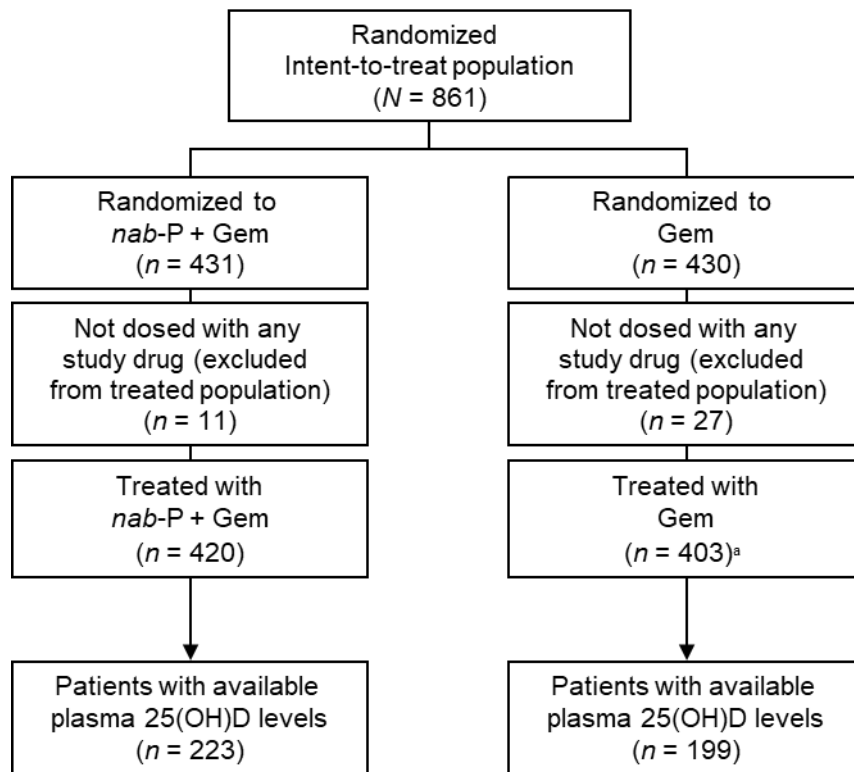 Randomized
Intent-to-treat population
(N = 861)
Randomized to
nab-P + Gem
(n = 431)
Not dosed with any
study drug (excluded
from treated population)
(n = 11)
Treated with
nab-P + Gem
(n = 420)
Patients with available
plasma 25(OH)D levels
(n = 223)
Randomized to
Gem
(n = 430)
Not dosed with any
study drug (excluded
from treated population)
(n = 27)
Treated with
Gem
(n = 403)ᵃ
Patients with available
plasma 25(OH)D levels
(n = 199)